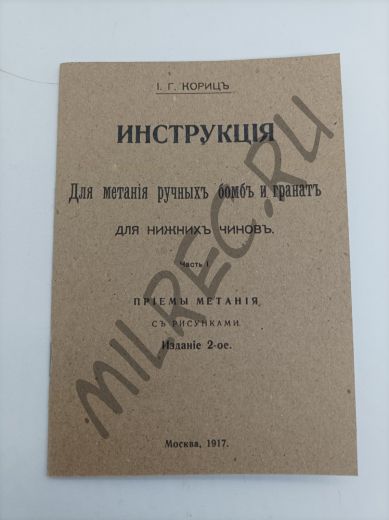 І. Г. КОРИЦЪ
ИНСТРУКЦІЯ
Для метанія ручныхъ бомбъ и гранатъ
ДЛЯ НИЖНИХЪ ЧИНОВЪ.
Часть I
ПРІЕМЫ МЕТАНІЯ
СЪ РИСУНКАМИ.
Изданіе 2-ое.
Москва, 1917.
MILREC.RU